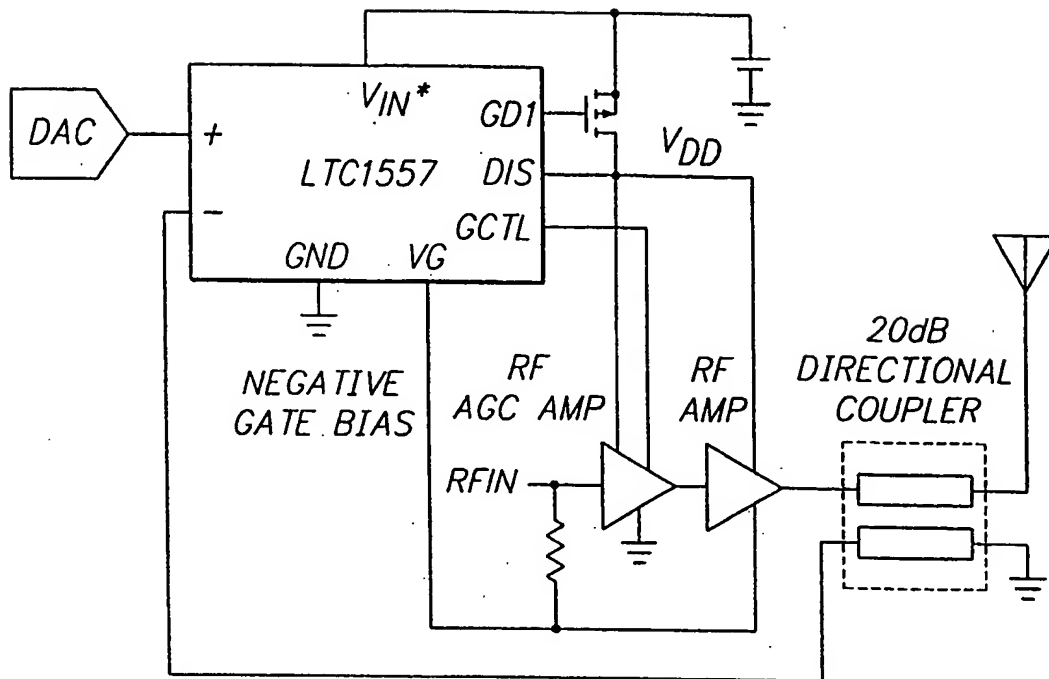 VIN*
GD1
DAC
+
LTC1557
DIS
VDD
−
GCTL
GND
VG
20dB
DIRECTIONAL
COUPLER
NEGATIVE
GATE BIAS
RF
AGC AMP
RF
AMP
RFIN